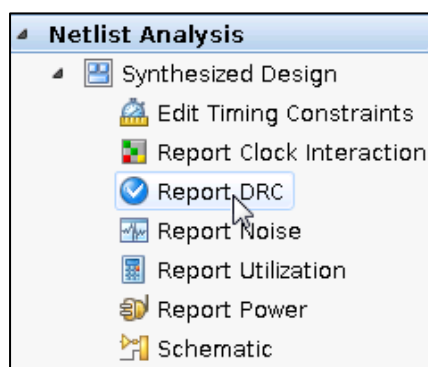 Netlist Analysis
Synthesized Design
Edit Timing Constraints
Report Clock Interaction
Report DRC
Report Noise
Report Utilization
Report Power
Schematic